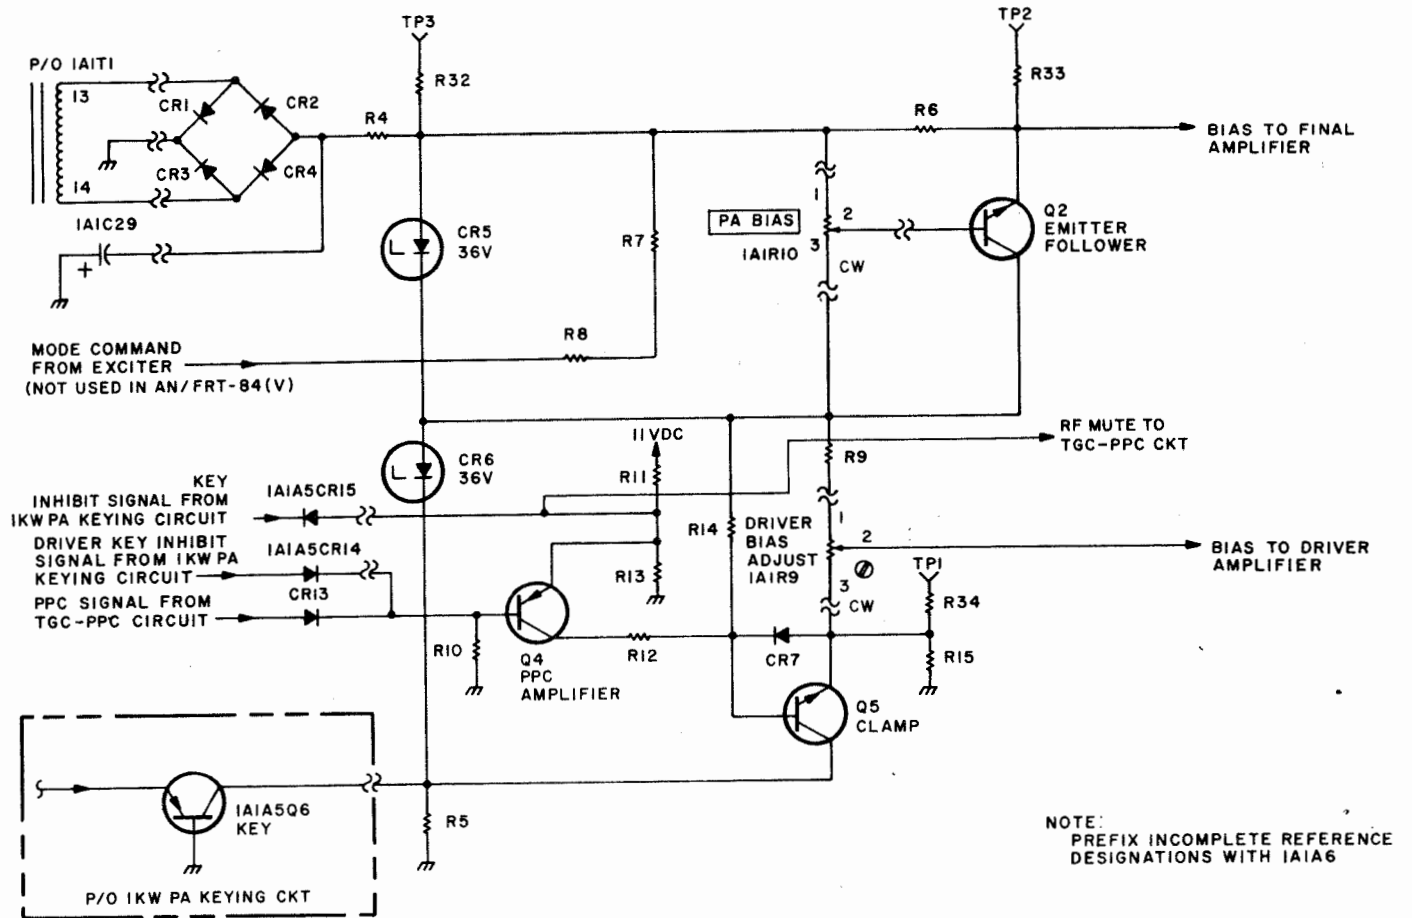 TP3
TP2
P/O 1A1T1
13
CR1
CR2
R32
R33
R4
R6
BIAS TO FINAL
AMPLIFIER
CR3
CR4
14
1A1C29
+
CR5
36V
R7
PA BIAS
1
2
3
1A1R10
CW
Q2
EMITTER
FOLLOWER
MODE COMMAND
FROM EXCITER
(NOT USED IN AN/FRT-84(V)
R8
11VDC
RF MUTE TO
TGC-PPC CKT
CR6
36V
R11
R9
KEY
INHIBIT SIGNAL FROM
1KW PA KEYING CIRCUIT
1A1A5CR15
DRIVER KEY INHIBIT
SIGNAL FROM 1KW PA
KEYING CIRCUIT
1A1A5CR14
R14
DRIVER
BIAS
ADJUST
1A1R9
1
2
3
CW
BIAS TO DRIVER
AMPLIFIER
TP1
R13
R34
CR13
PPC SIGNAL FROM
TGC-PPC CIRCUIT
R10
Q4
PPC
AMPLIFIER
R12
CR7
R15
Q5
CLAMP
1A1A5Q6
KEY
R5
P/O 1KW PA KEYING CKT
NOTE:
PREFIX INCOMPLETE REFERENCE
DESIGNATIONS WITH 1A1A6